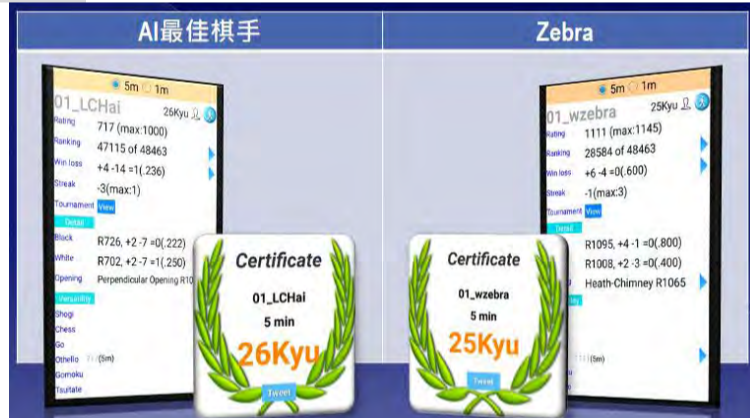 AI最佳棋手
Zebra
5m 1m
01_LCHai
26Kyu
Rating
717 (max:1000)
Ranking
47115 of 48463
Win loss
+4 -14 =1(.236)
Streak
-3(max:1)
Tournament View
Detail
Black
R726, +2 -7 =0(.222)
White
R702, +2 -7 =1(.250)
Opening
Perpendicular Opening R10
Versatility
Shogi
Chess
Go
Othello
(5m)
Gomoku
Tsuitate
Certificate
01_LCHai
5 min
26Kyu
Tweet
5m 1m
01_wzebra
25Kyu
Rating
1111 (max:1145)
Ranking
28584 of 48463
Win loss
+6 -4 =0(.600)
Streak
-1(max:3)
Tournament View
Detail
R1095, +4 -1 =0(.800)
R1008, +2 -3 =0(.400)
Heath-Chimney R1065
(5m)
Certificate
01_wzebra
5 min
25Kyu
Tweet